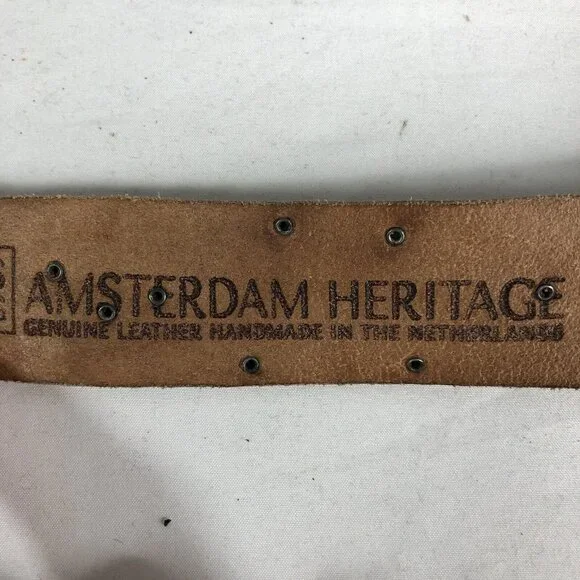 AMSTERDAM HERITAGE
GENUINE LEATHER HANDMADE IN THE NETHERLANDS